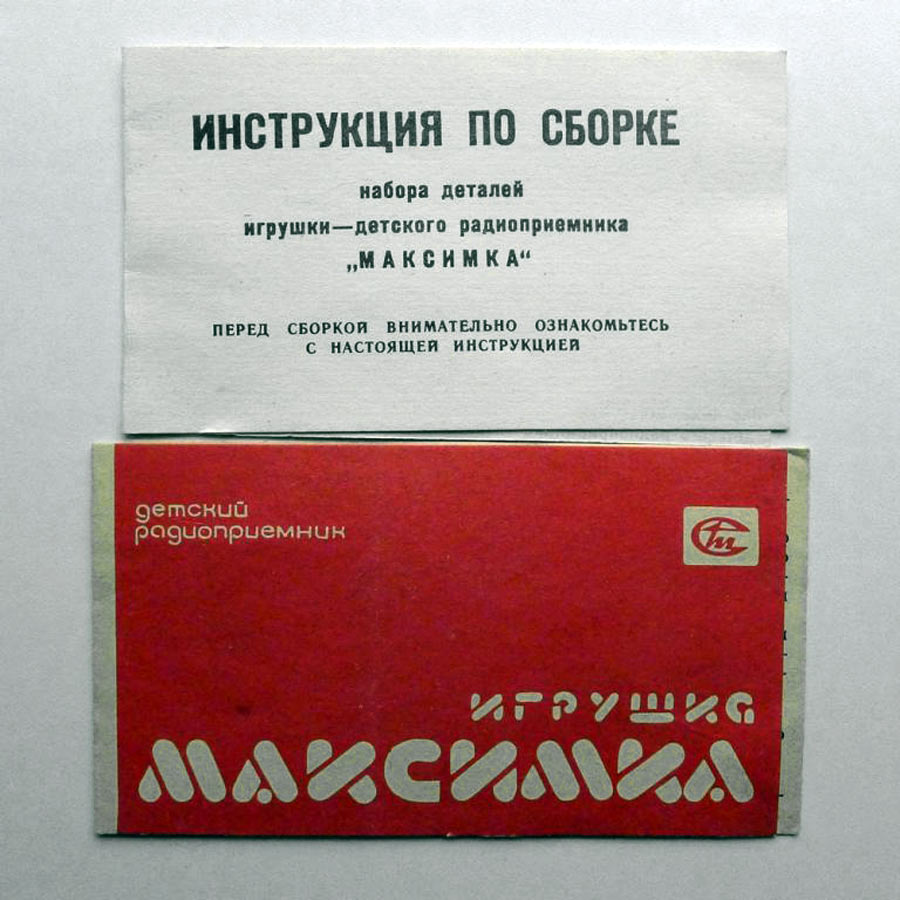 ИНСТРУКЦИЯ ПО СБОРКЕ
набора деталей
игрушки—детского радиоприемника
„МАКСИМКА“
ПЕРЕД СБОРКОЙ ВНИМАТЕЛЬНО ОЗНАКОМЬТЕСЬ
С НАСТОЯЩЕЙ ИНСТРУКЦИЕЙ
детский
радиоприемник
ИГРУШКА
МАКСИМКА